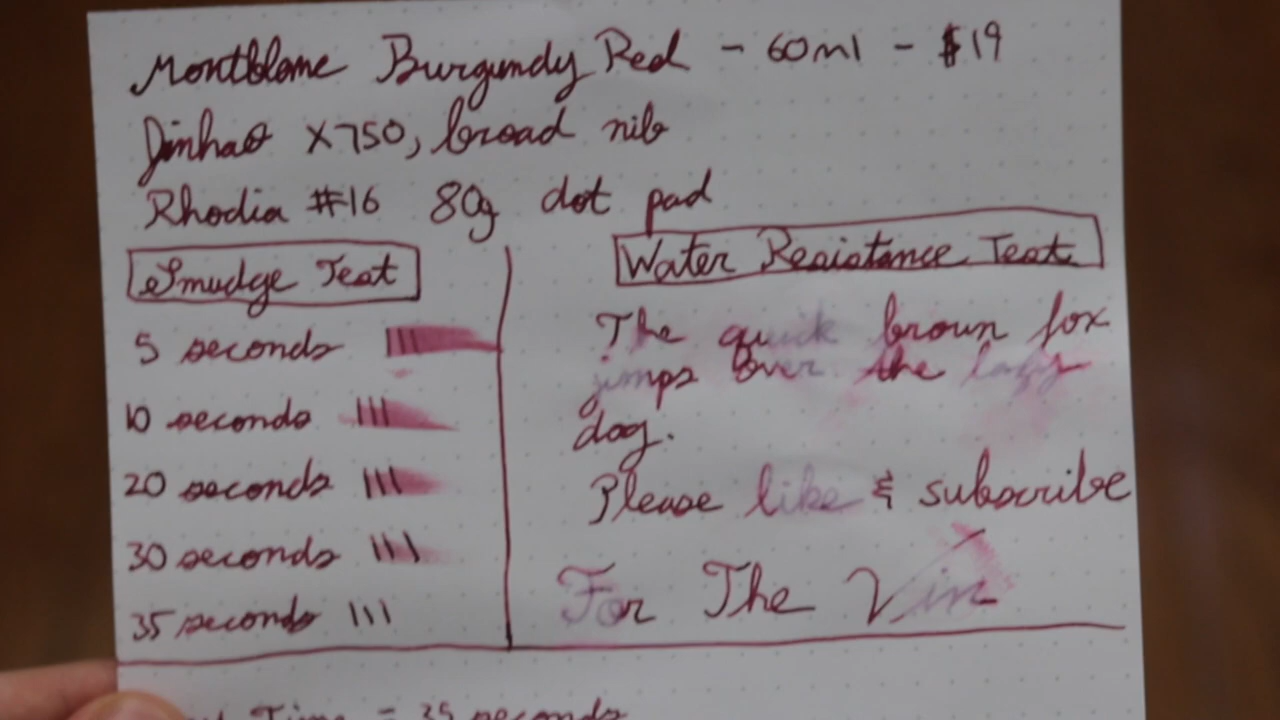 Montblanc Burgundy Red - 60ml - $19
Jinhao X750, broad nib
Rhodia #16 80g dot pad
Smudge Test
Water Resistance Test
5 seconds
10 seconds
20 seconds
30 seconds
35 seconds
The quick brown fox
jumps over the lazy
dog.
Please like & subscribe
For The Vin
Time = 35 seconds